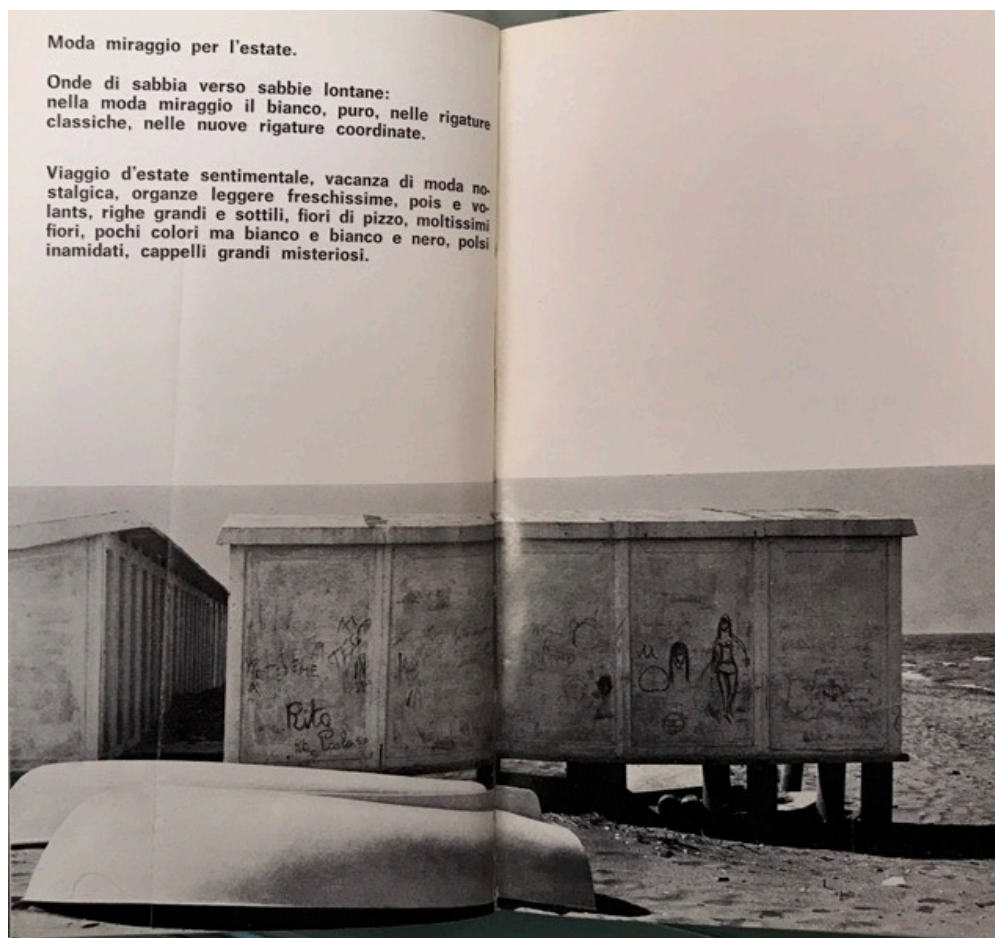 Moda miraggio per l'estate.
Onde di sabbia verso sabbie lontane:
nella moda miraggio il bianco, puro, nelle rigature
classiche, nelle nuove rigature coordinate.
Viaggio d'estate sentimentale, vacanza di moda no-
stalgica, organze leggere freschissime, pois e vo-
lants, righe grandi e sottili, fiori di pizzo, moltissimi
fiori, pochi colori ma bianco e bianco e nero, polsi
inamidati, cappelli grandi misteriosi.
Rita